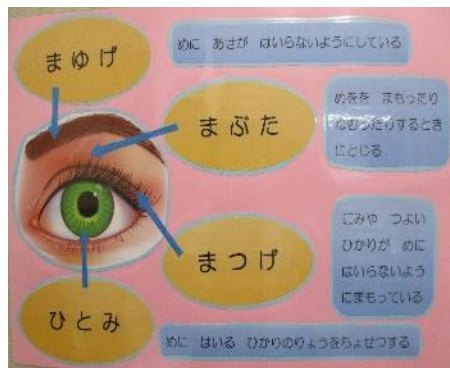 まゆげ
めに あせが はいらないようにしている
まぶた
めをを まもったり
ねむったりするとき
にとじる
まつげ
ごみや つよい
ひかりが めに
はいらないよう
にまもっている
ひとみ
めに はいる ひかりのりょうをちょせつする